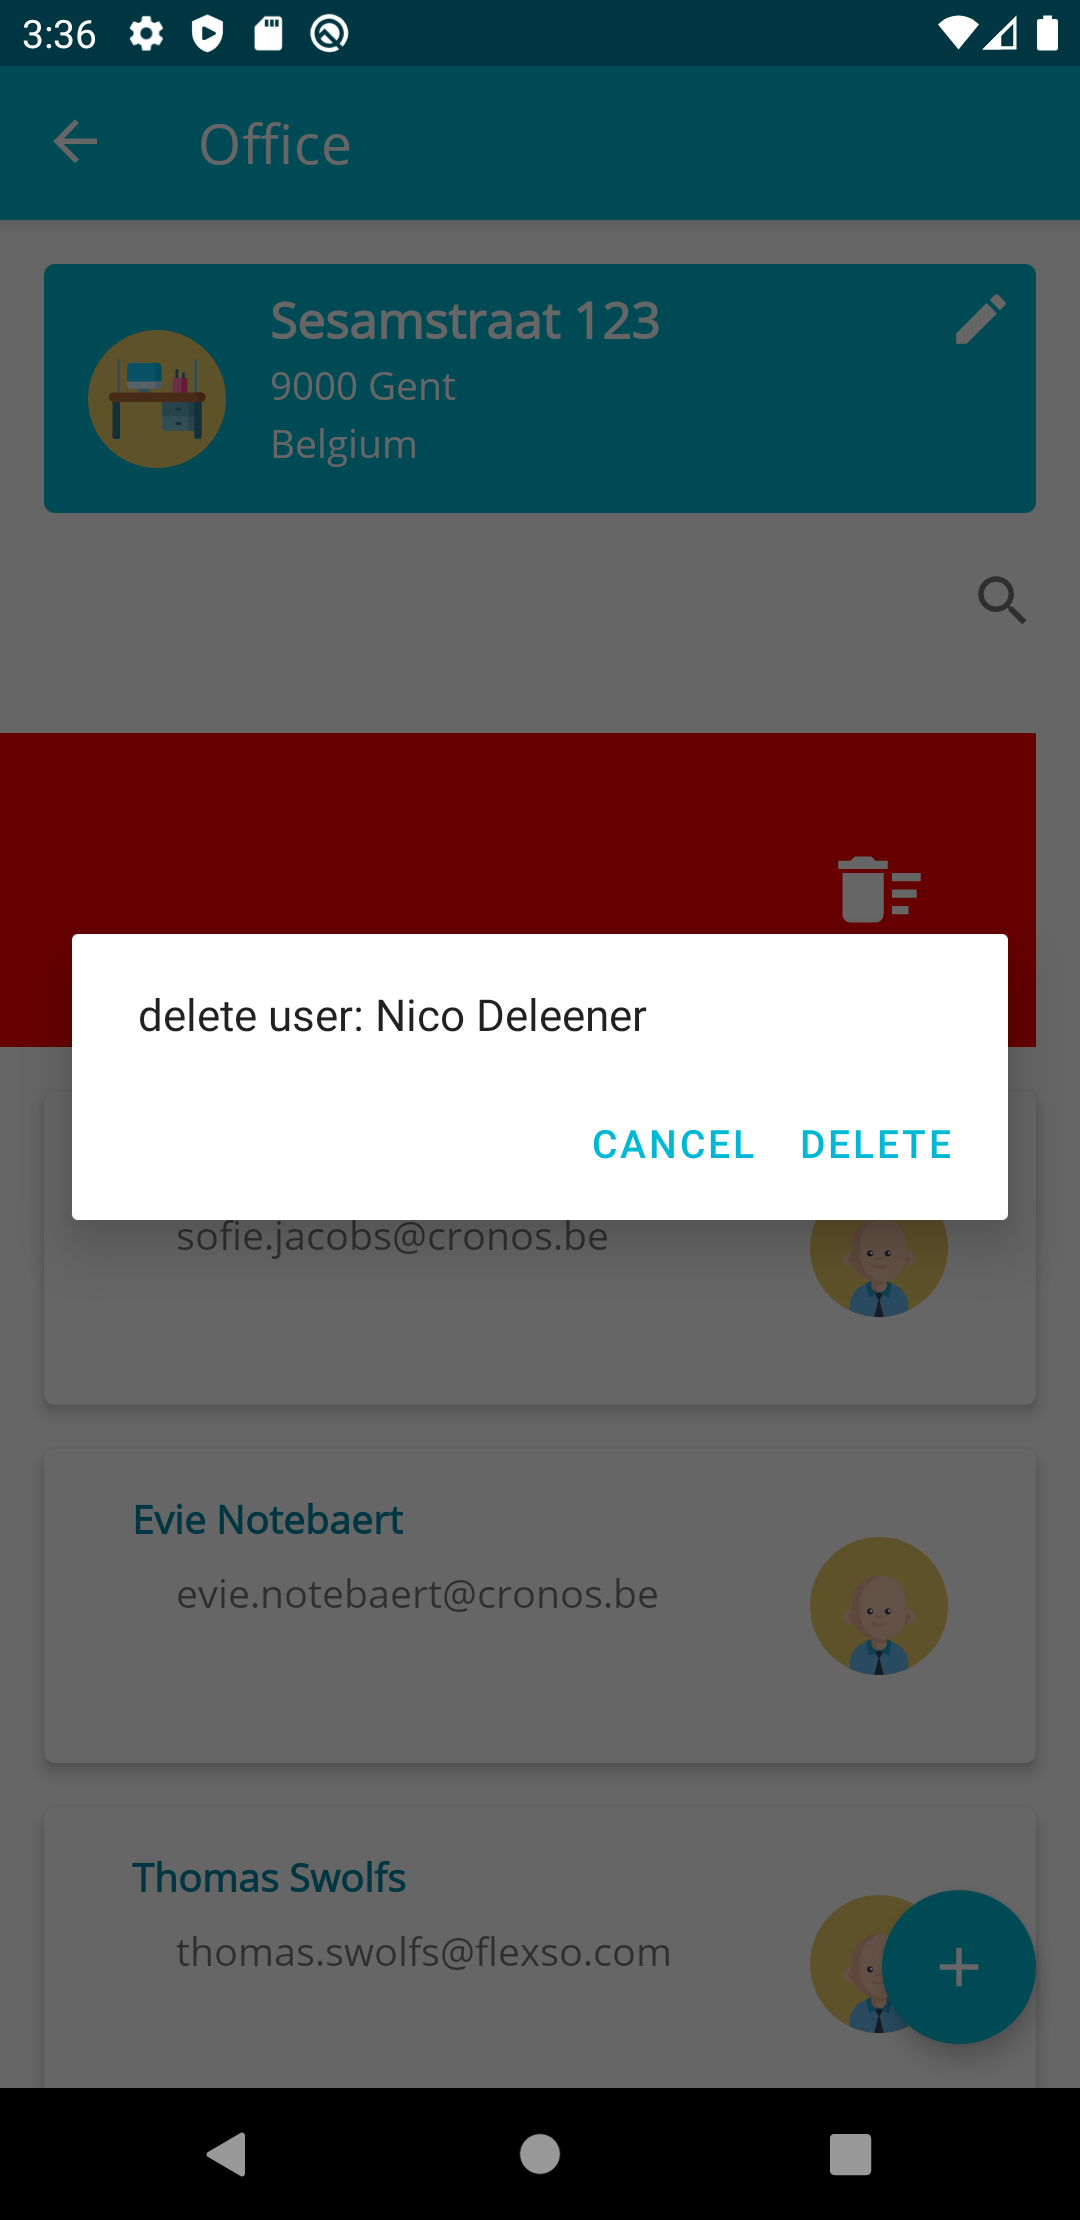 3:36
Office
Sesamstraat 123
9000 Gent
Belgium
delete user: Nico Deleener
CANCEL DELETE
sofie.jacobs@cronos.be
Evie Notebaert
evie.notebaert@cronos.be
Thomas Swolfs
thomas.swolfs@flexso.com